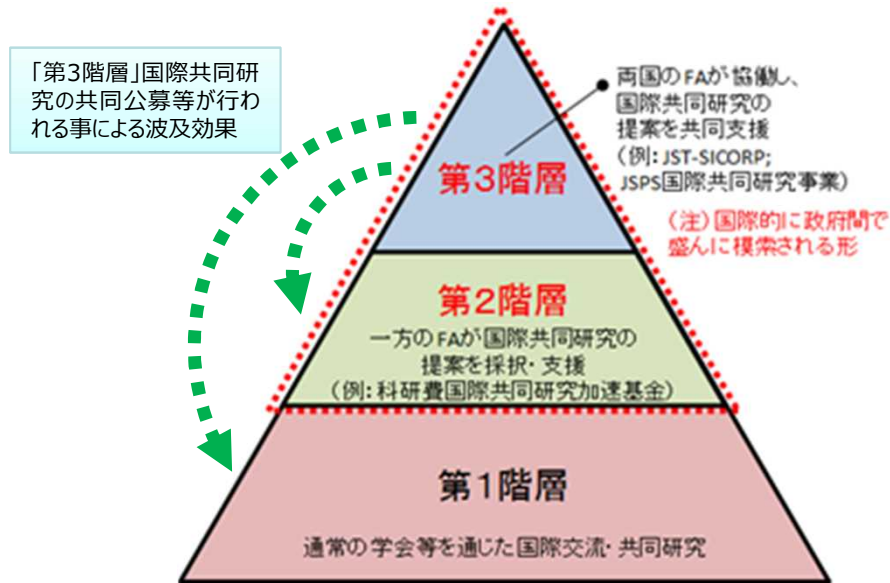 「第3階層」国際共同研
究の共同公募等が行わ
れる事による波及効果
両国のFAが協働し、
国際共同研究の
提案を共同支援
（例：JST-SICORP;
JSPS国際共同研究事業）
（注）国際的に政府間で
盛んに模索される形
第３階層
第２階層
一方のFAが国際共同研究の
提案を採択・支援
（例：科研費国際共同研究加速基金）
第１階層
通常の学会等を通じた国際交流・共同研究